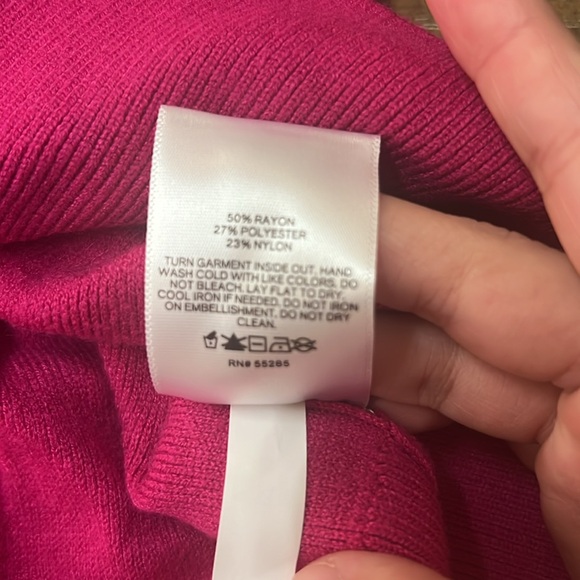 50% RAYON
27% POLYESTER
23% NYLON
TURN GARMENT INSIDE OUT. HAND
WASH COLD WITH LIKE COLORS. DO
NOT BLEACH. LAY FLAT TO DRY.
COOL IRON IF NEEDED. DO NOT IRON
ON EMBELLISHMENT. DO NOT DRY
CLEAN.
RN# 55285